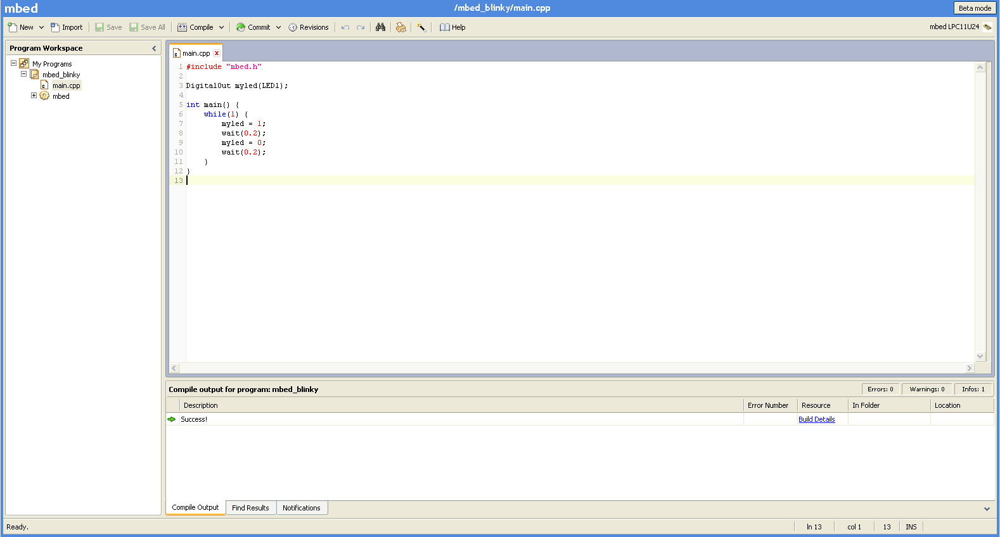 mbed
/mbed_blinky/main.cpp
Beta mode
New Import Save Save All Compile Commit Revisions Help
mbed LPC11U24
Program Workspace
My Programs
mbed_blinky
main.cpp
mbed
main.cpp
1 #include "mbed.h"
2
3 DigitalOut myled(LED1);
4
5 int main() {
6     while(1) {
7         myled = 1;
8         wait(0.2);
9         myled = 0;
10         wait(0.2);
11     }
12 }
13
Compile output for program: mbed_blinky
Errors: 0 Warnings: 0 Infos: 1
Description Error Number Resource In Folder Location
Success! Build Details
Compile Output Find Results Notifications
Ready.
ln 13 col 1 13 INS